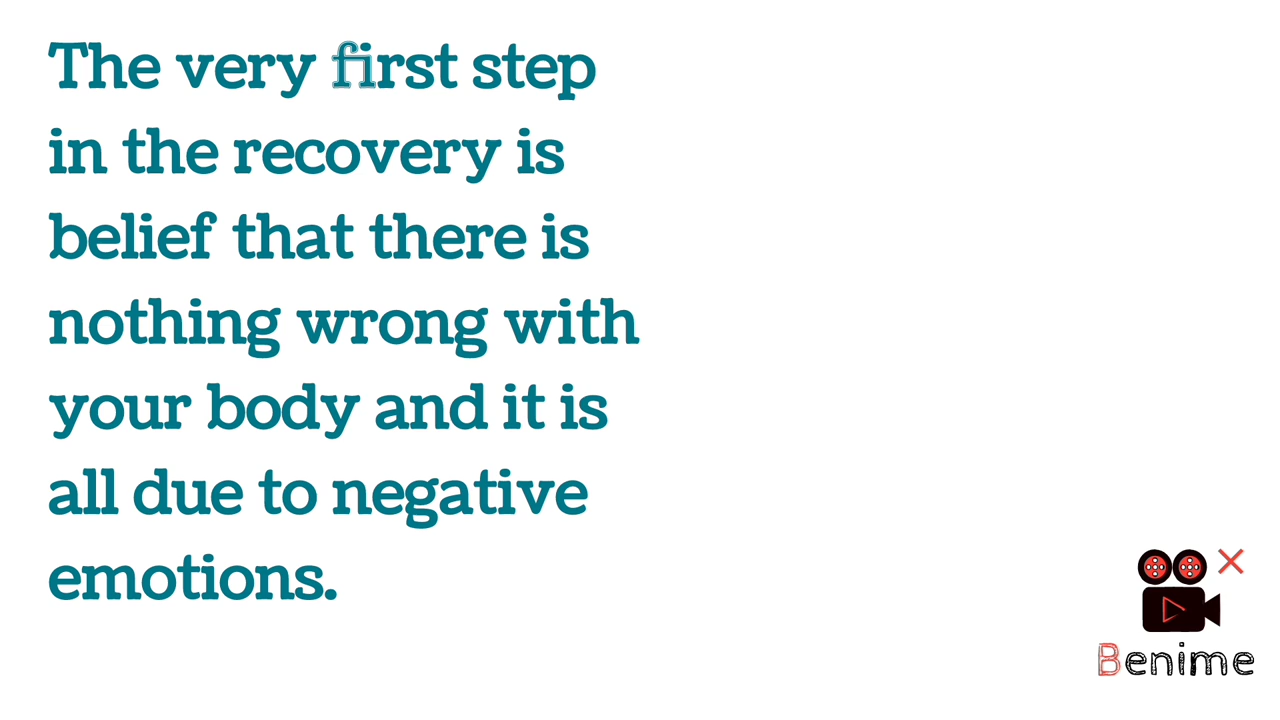 The very first step
in the recovery is
belief that there is
nothing wrong with
your body and it is
all due to negative
emotions.
Benime